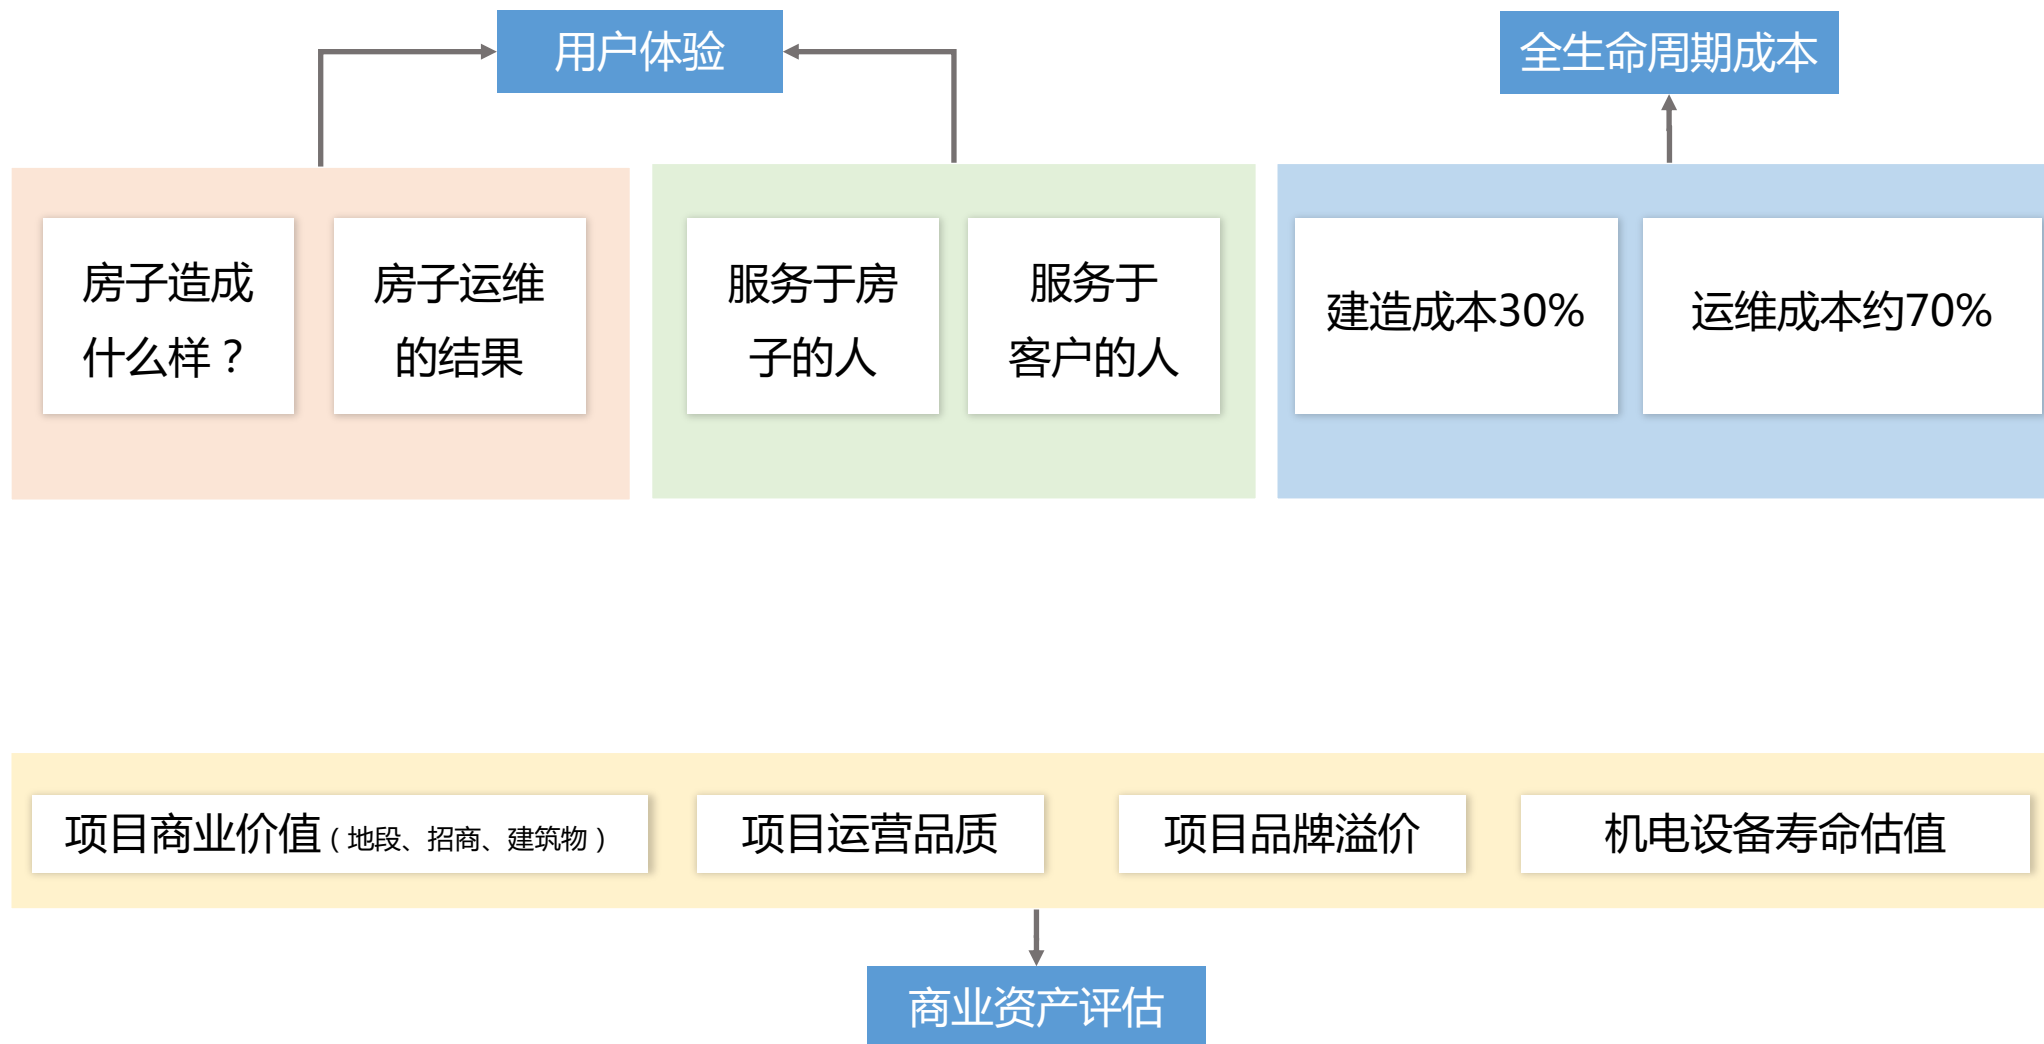 用户体验
全生命周期成本
房子造成
什么样？
房子运维
的结果
服务于房
子的人
服务于
客户的人
建造成本30%
运维成本约70%
项目商业价值（地段、招商、建筑物）
项目运营品质
项目品牌溢价
机电设备寿命估值
商业资产评估